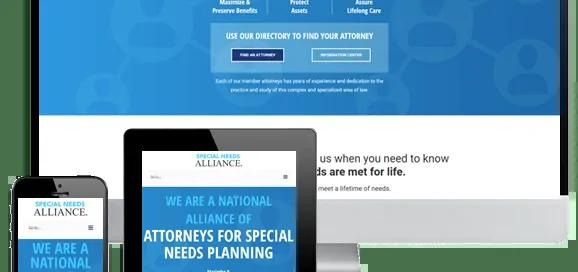 Maximize & Protect Assure
Preserve Benefits Assets Lifelong Care
USE OUR DIRECTORY TO FIND YOUR ATTORNEY
FIND AN ATTORNEY INFORMATION CENTER
Each of our member attorneys has years of experience and dedication to the
practice and study of this complex and specialized area of law
us when you need to know
ds are met for life.
meet a lifetime of needs.
SPECIAL NEEDS
ALLIANCE.
Go to...
WE ARE A NATIONAL
ALLIANCE OF
ATTORNEYS FOR SPECIAL
NEEDS PLANNING
Maximize &
SPECIAL NEEDS
ALLIANCE.
Go to...
WE ARE A
NATIONAL